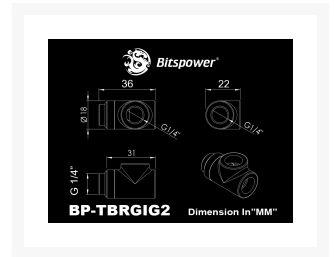 Bitspower®
36
22
Ø 18
G1/4"
G1/4"
31
G 1/4"
BP-TBRGIG2
Dimension In"MM"